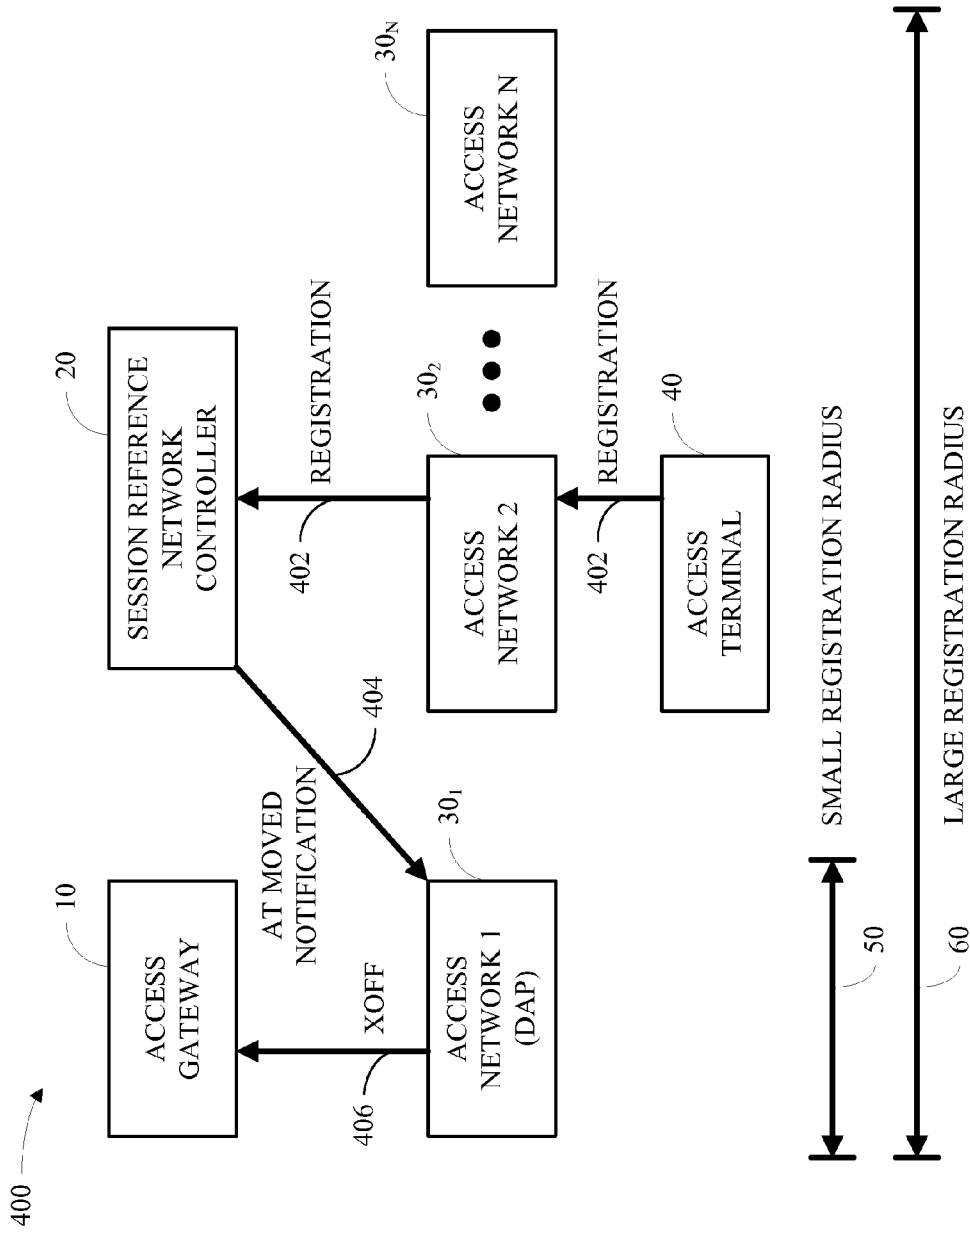 400
10
ACCESS
GATEWAY
20
SESSION REFERENCE
NETWORK
CONTROLLER
AT MOVED
NOTIFICATION
404
406
XOFF
402
REGISTRATION
30₁
ACCESS
NETWORK 1
(DAP)
30₂
ACCESS
NETWORK 2
30N
ACCESS
NETWORK N
402
REGISTRATION
40
ACCESS
TERMINAL
50
SMALL REGISTRATION RADIUS
60
LARGE REGISTRATION RADIUS